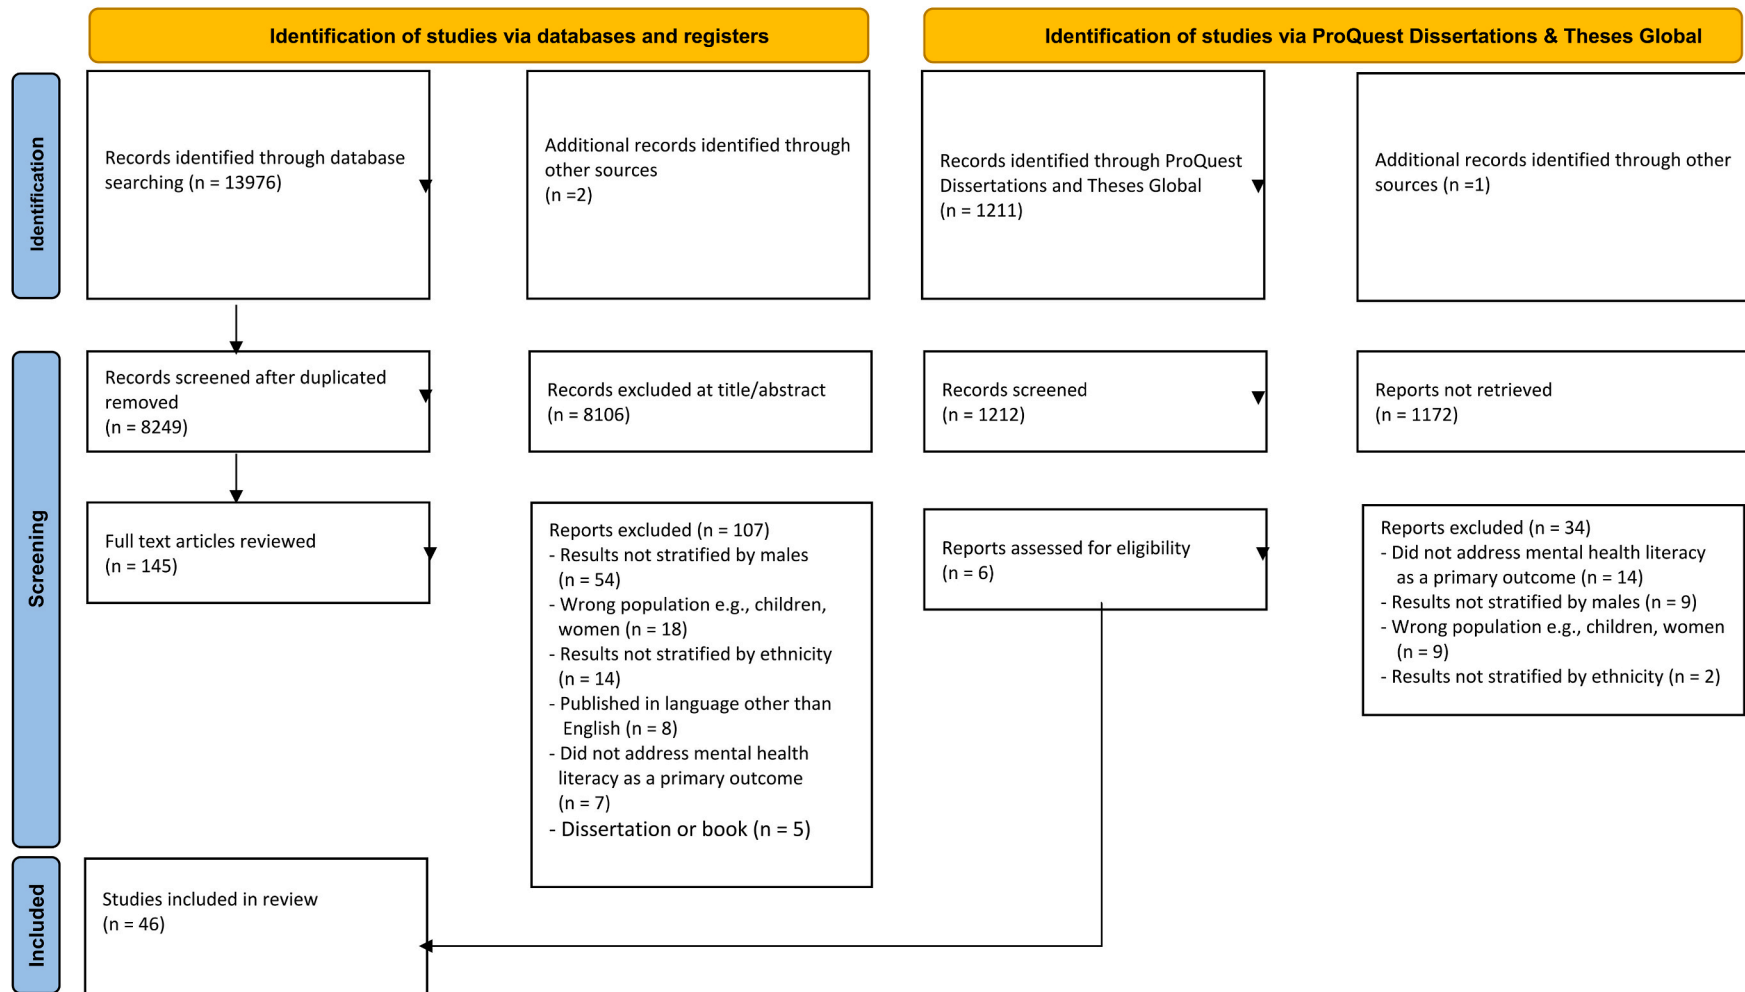 Identification of studies via databases and registers
Identification of studies via ProQuest Dissertations & Theses Global
Identification
Records identified through database
searching (n = 13976)
Additional records identified through
other sources
(n =2)
Records identified through ProQuest
Dissertations and Theses Global
(n = 1211)
Additional records identified through other
sources (n =1)
Screening
Records screened after duplicated
removed
(n = 8249)
Records excluded at title/abstract
(n = 8106)
Records screened
(n = 1212)
Reports not retrieved
(n = 1172)
Full text articles reviewed
(n = 145)
Reports excluded (n = 107)
- Results not stratified by males
(n = 54)
- Wrong population e.g., children,
women (n = 18)
- Results not stratified by ethnicity
(n = 14)
- Published in language other than
English (n = 8)
- Did not address mental health
literacy as a primary outcome
(n = 7)
- Dissertation or book (n = 5)
Reports assessed for eligibility
(n = 6)
Reports excluded (n = 34)
- Did not address mental health literacy
as a primary outcome (n = 14)
- Results not stratified by males (n = 9)
- Wrong population e.g., children, women
(n = 9)
- Results not stratified by ethnicity (n = 2)
Included
Studies included in review
(n = 46)